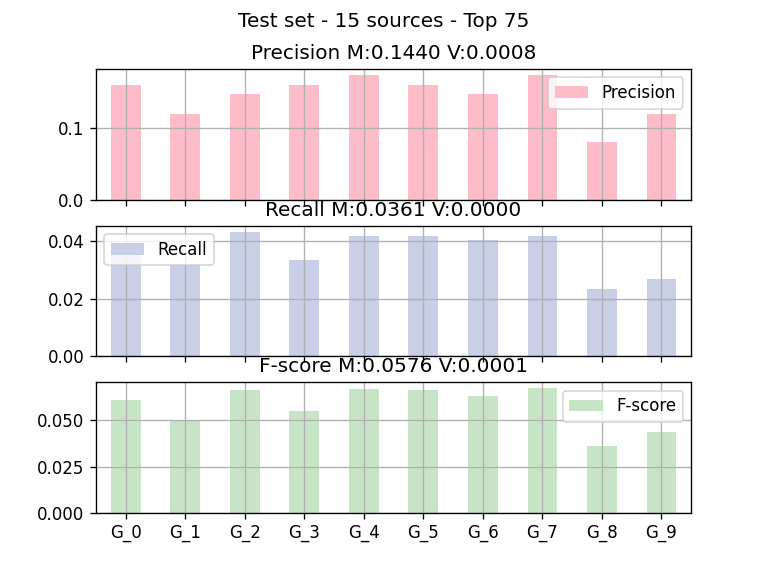 Test set - 15 sources - Top 75
Precision M:0.1440 V:0.0008
Precision
0.1
0.0
Recall M:0.0361 V:0.0000
0.04
Recall
0.02
0.00
F-score M:0.0576 V:0.0001
F-score
0.050
0.025
0.000
G_0 G_1 G_2 G_3 G_4 G_5 G_6 G_7 G_8 G_9